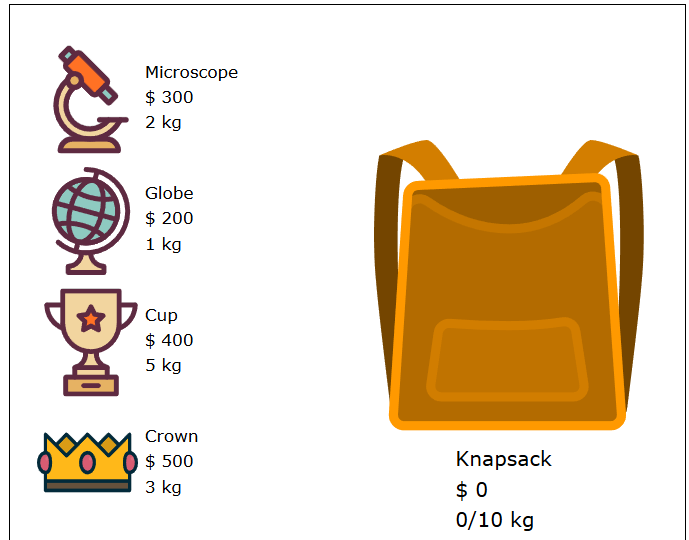 Microscope
$ 300
2 kg
Globe
$ 200
1 kg
Cup
$ 400
5 kg
Crown
$ 500
3 kg
Knapsack
$ 0
0/10 kg